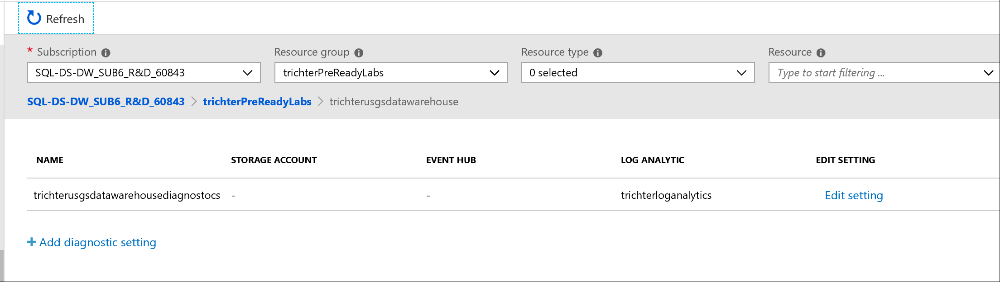 Refresh
* Subscription
Resource group
Resource type
Resource
SQL-DS-DW_SUB6_R&D_60843
trichterPreReadyLabs
0 selected
Type to start filtering ...
SQL-DS-DW_SUB6_R&D_60843 > trichterPreReadyLabs > trichterusgsdatawarehouse
NAME STORAGE ACCOUNT EVENT HUB LOG ANALYTIC EDIT SETTING
trichterusgsdatawarehousediagnostocs - - trichterloganalytics Edit setting
+ Add diagnostic setting